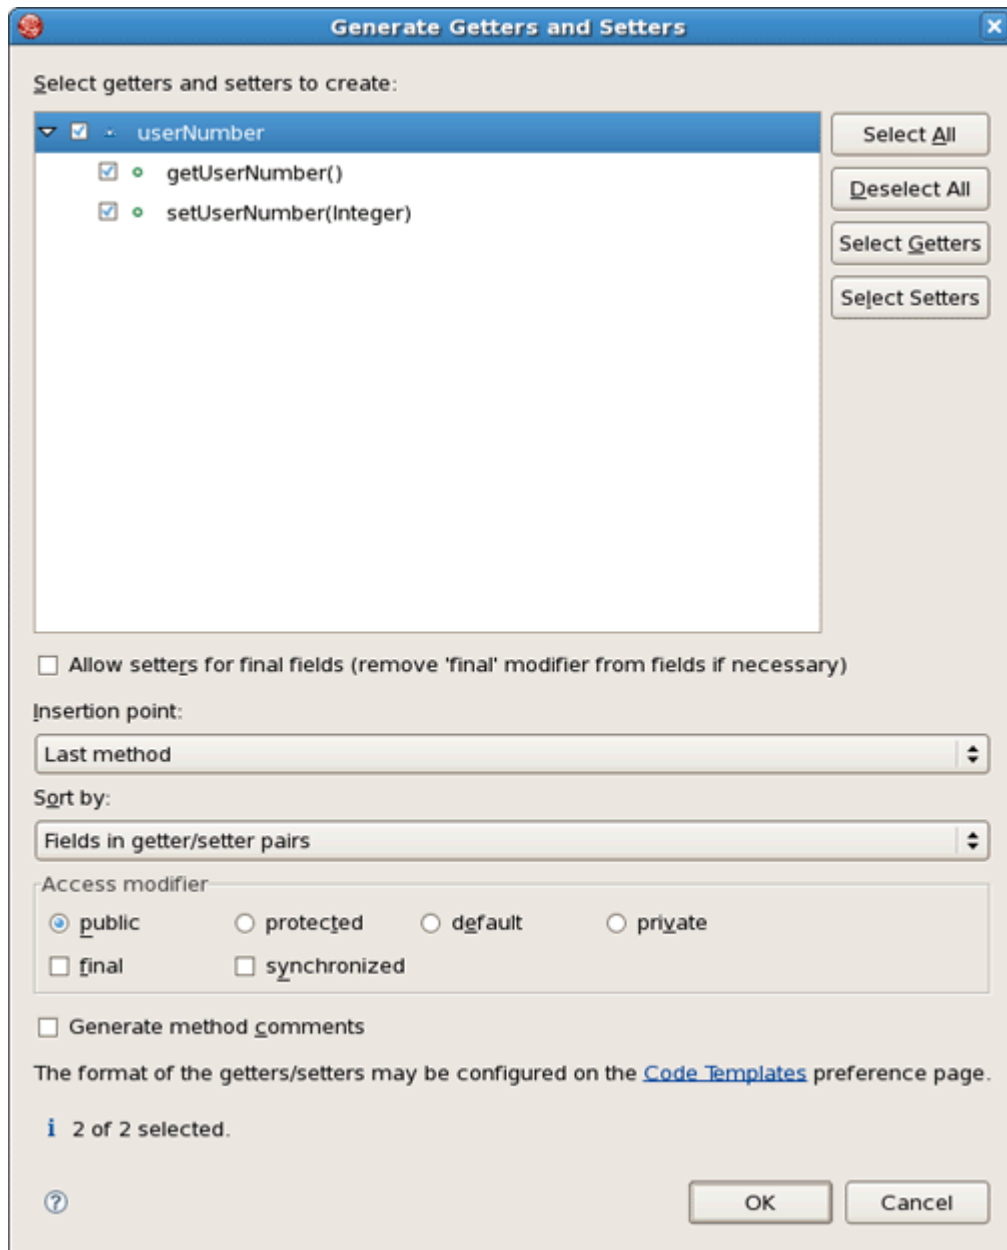 Generate Getters and Setters
Select getters and setters to create:
userNumber
getUserNumber()
setUserNumber(Integer)
Select All
Deselect All
Select Getters
Select Setters
Allow setters for final fields (remove 'final' modifier from fields if necessary)
Insertion point:
Last method
Sort by:
Fields in getter/setter pairs
Access modifier
public protected default private
final synchronized
Generate method comments
The format of the getters/setters may be configured on the Code Templates preference page.
i 2 of 2 selected.
? OK Cancel